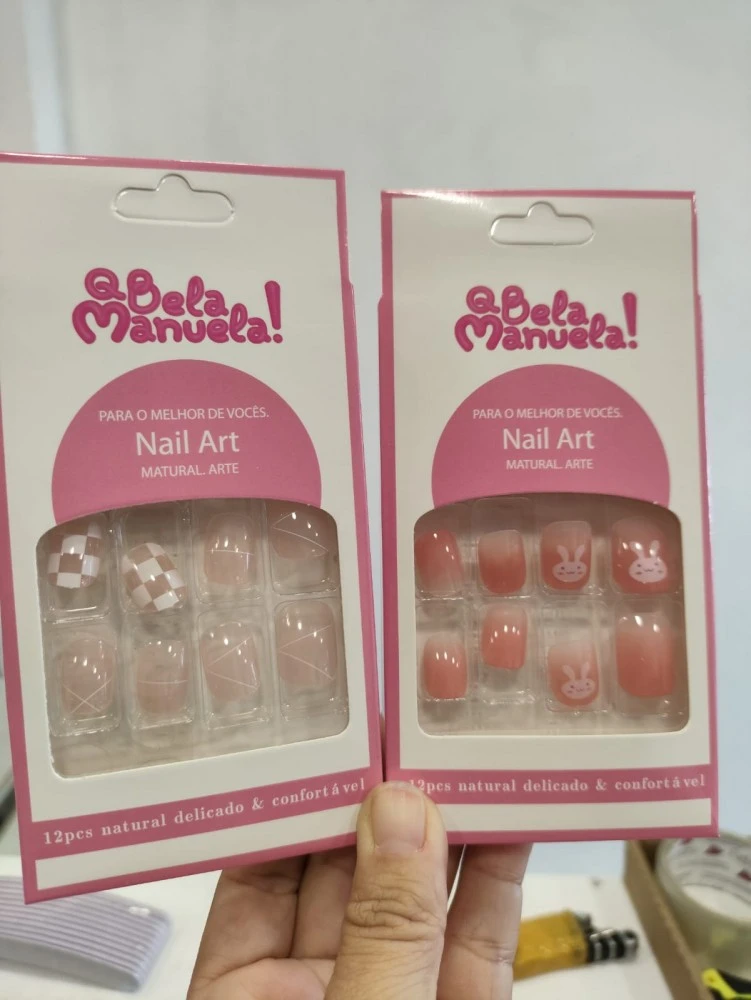 QBela
Manuela!
PARA O MELHOR DE VOCÊS.
Nail Art
MATURAL. ARTE
12pcs natural delicado & confortável
QBela
Manuela!
PARA O MELHOR DE VOCÊS.
Nail Art
MATURAL. ARTE
12pcs natural delicado & confortável